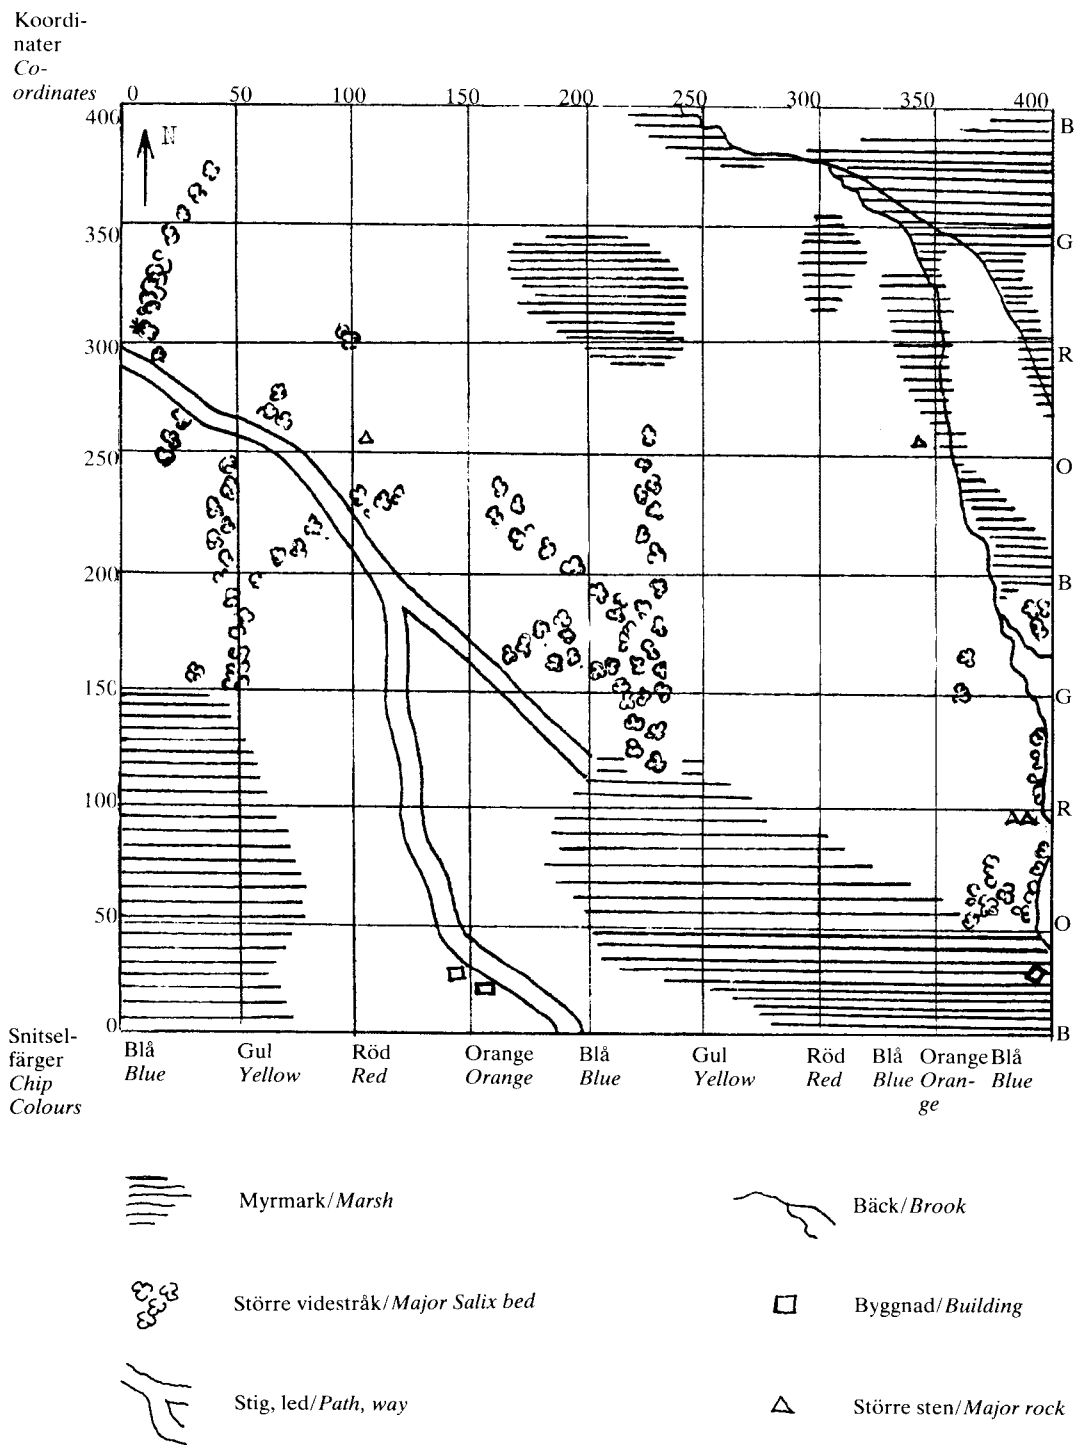 Koordi-
nater
Co-
ordinates
0 50 100 150 200 250 300 350 400
400 B
N
350 G
300 R
250 O
200 B
150 G
100 R
50 O
0 B
Snitsel-
färger
Chip
Colours
Blå Gul Röd Orange Blå Gul Röd Blå Orange Blå
Blue Yellow Red Orange Blue Yellow Red Blue Oran- Blue
ge
Myrmark/Marsh
Bäck/Brook
Större videstråk/Major Salix bed
Byggnad/Building
Stig, led/Path, way
Större sten/Major rock